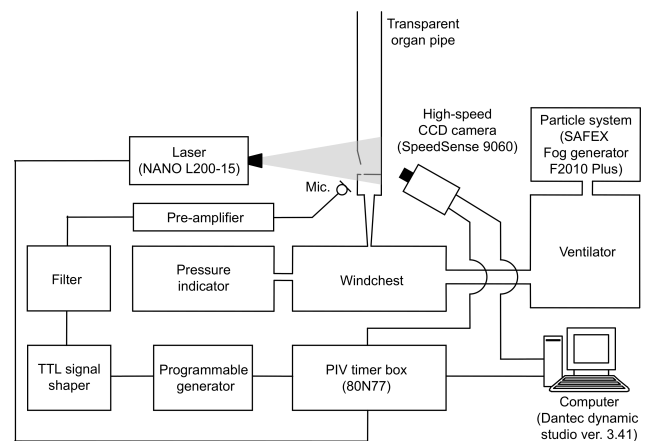 Transparent
organ pipe
High-speed
CCD camera
(SpeedSense 9060)
Particle system
(SAFEX
Fog generator
F2010 Plus)
Laser
(NANO L200-15)
Mic.
Pre-amplifier
Filter
Pressure
indicator
Windchest
Ventilator
TTL signal
shaper
Programmable
generator
PIV timer box
(80N77)
Computer
(Dantec dynamic
studio ver. 3.41)